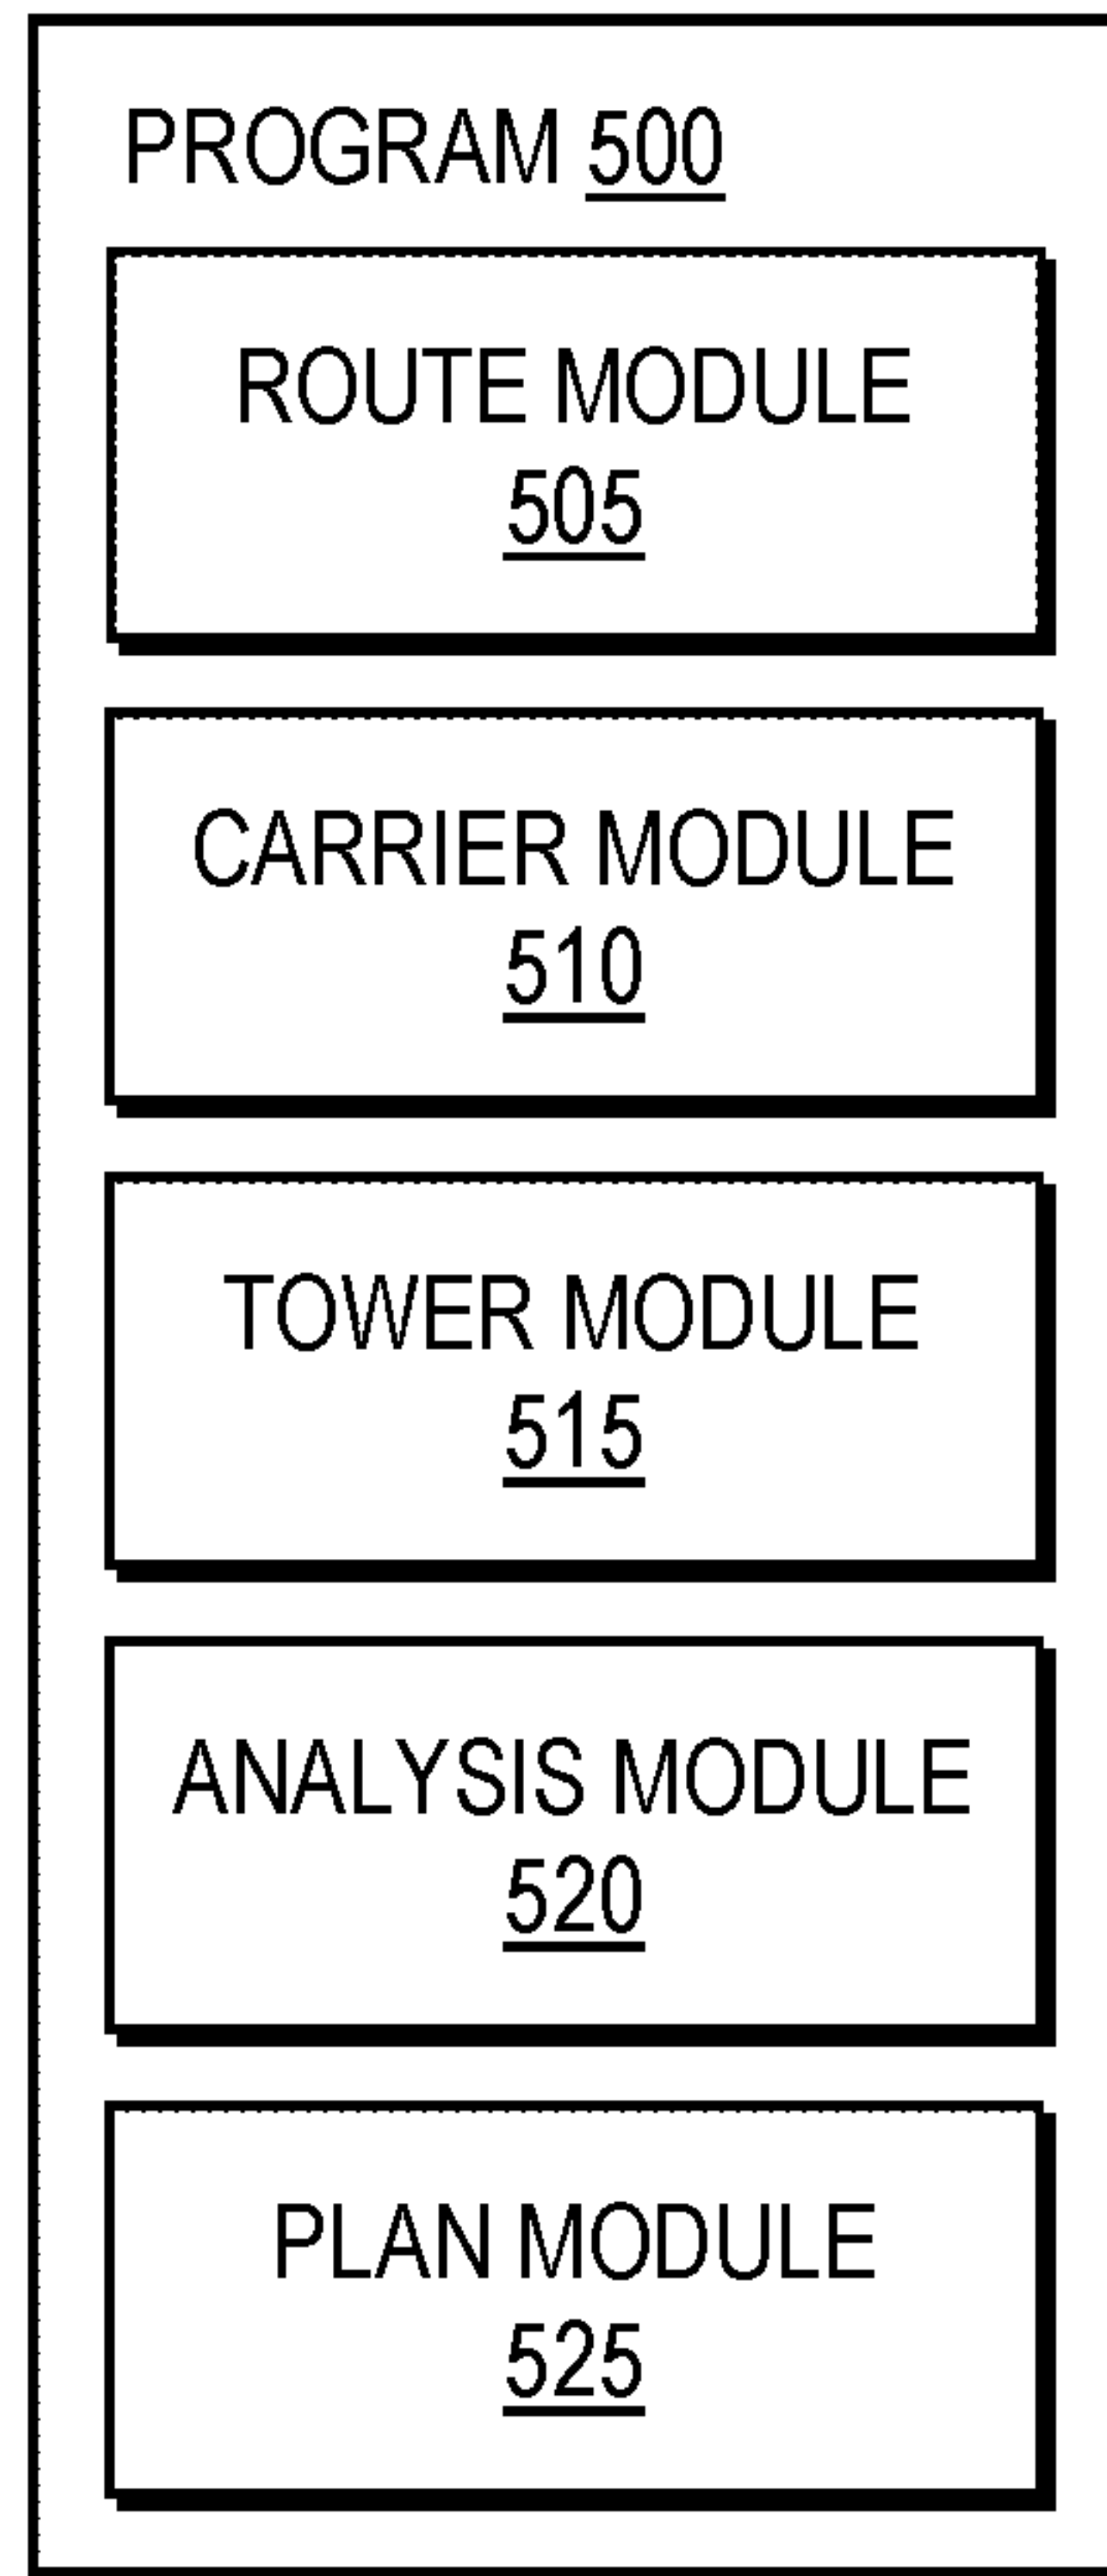 PROGRAM 500
ROUTE MODULE
505
CARRIER MODULE
510
TOWER MODULE
515
ANALYSIS MODULE
520
PLAN MODULE
525